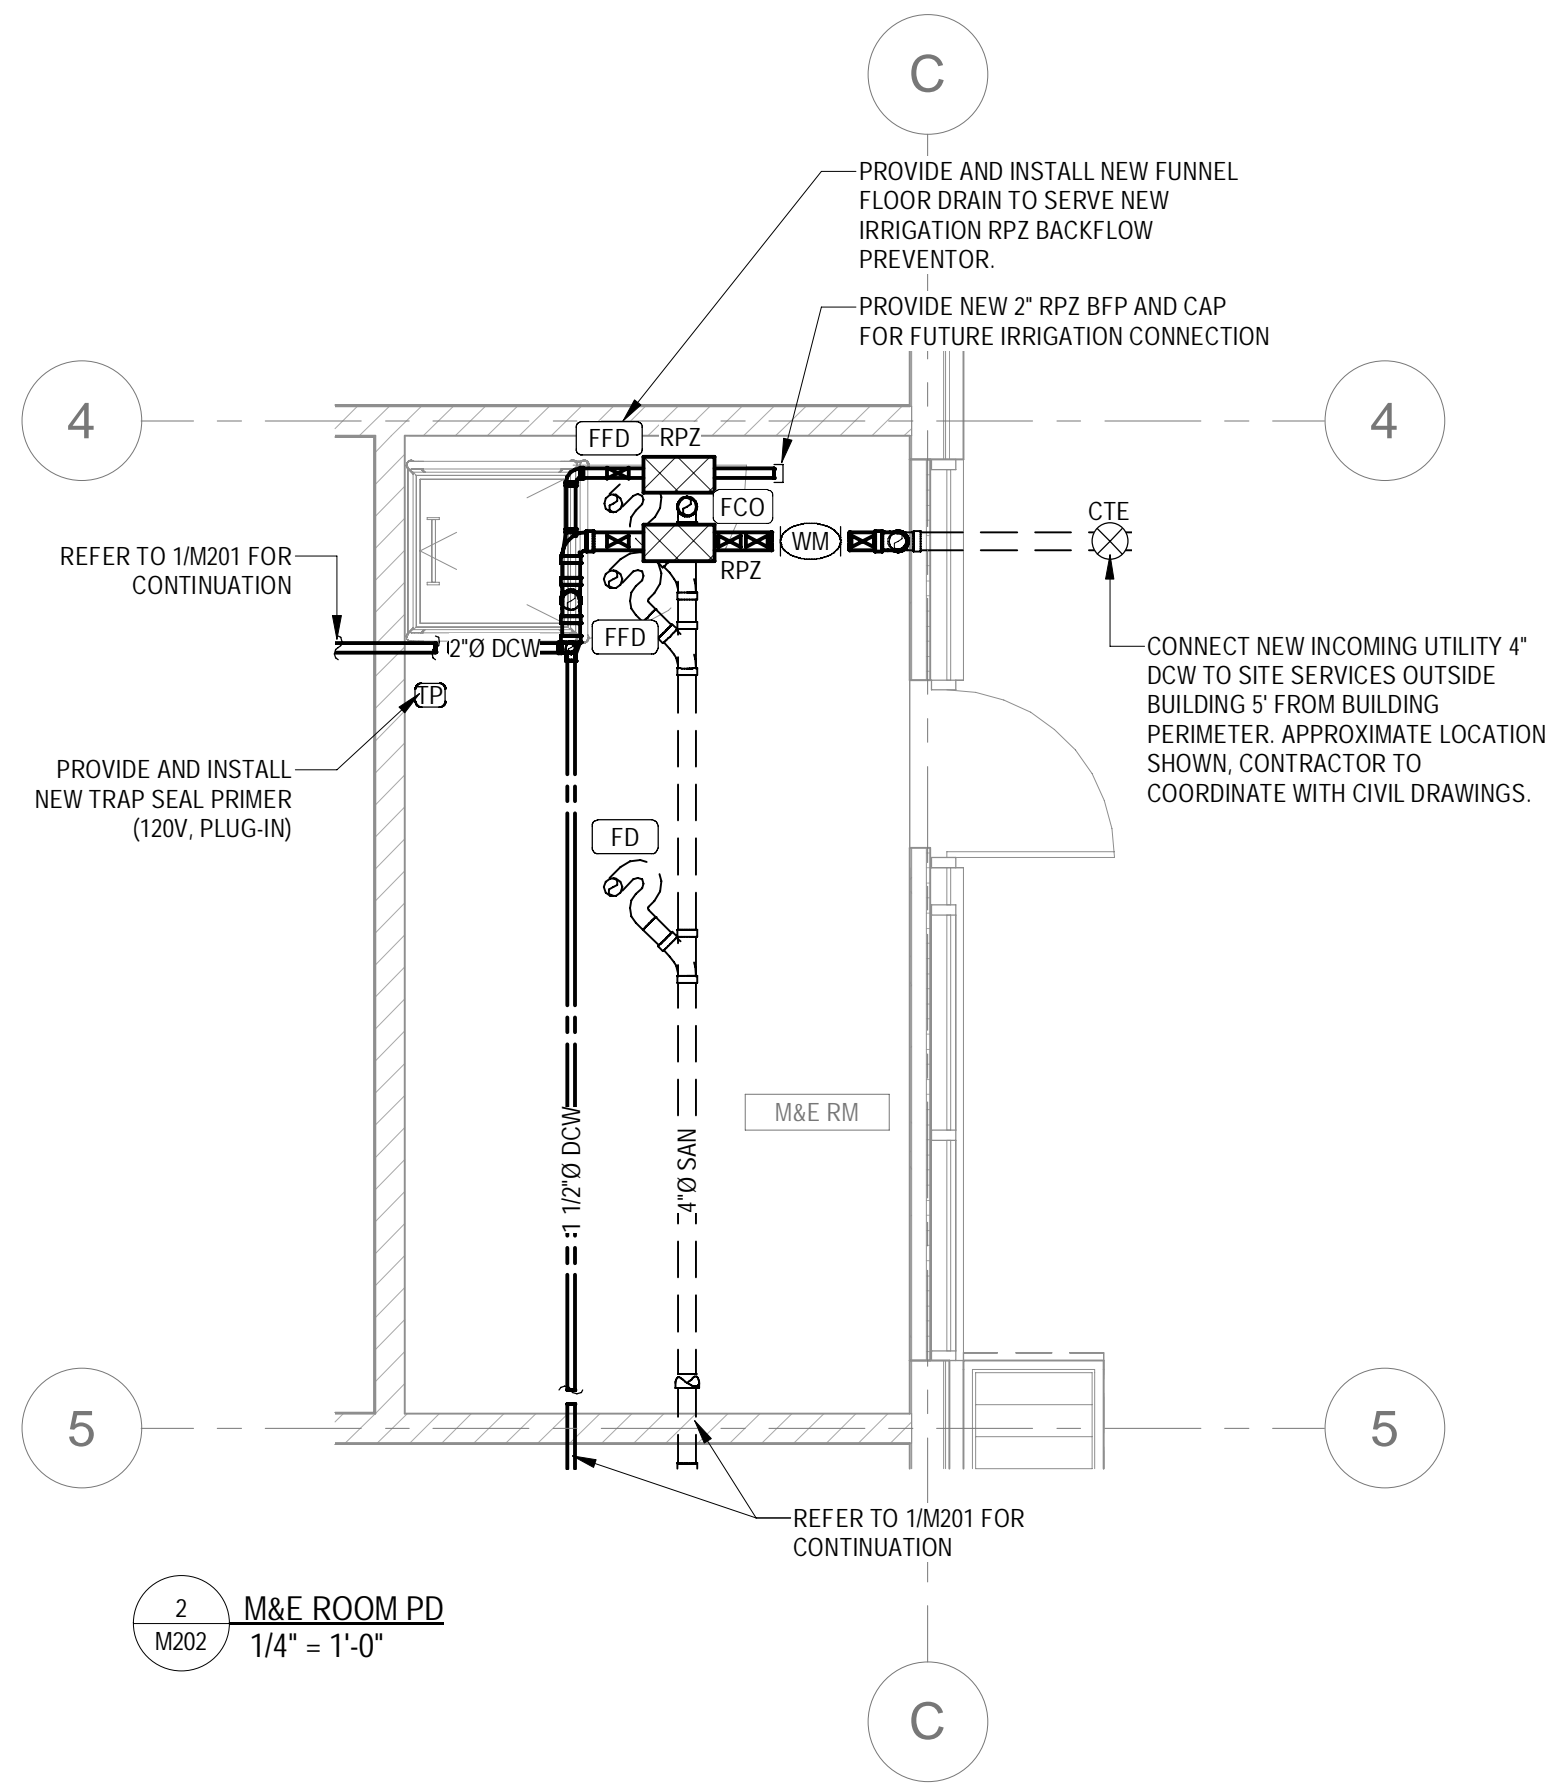 C
PROVIDE AND INSTALL NEW FUNNEL
FLOOR DRAIN TO SERVE NEW
IRRIGATION RPZ BACKFLOW
PREVENTOR.
PROVIDE NEW 2" RPZ BFP AND CAP
FOR FUTURE IRRIGATION CONNECTION
4
4
FFD
RPZ
FCO
CTE
WM
RPZ
REFER TO 1/M201 FOR
CONTINUATION
FFD
2"Ø DCW
CONNECT NEW INCOMING UTILITY 4"
DCW TO SITE SERVICES OUTSIDE
BUILDING 5' FROM BUILDING
PERIMETER. APPROXIMATE LOCATION
SHOWN, CONTRACTOR TO
COORDINATE WITH CIVIL DRAWINGS.
TP
PROVIDE AND INSTALL
NEW TRAP SEAL PRIMER
(120V, PLUG-IN)
FD
M&E RM
1 1/2"Ø DCW
4"Ø SAN
5
5
REFER TO 1/M201 FOR
CONTINUATION
2
M202
M&E ROOM PD
1/4" = 1'-0"
C